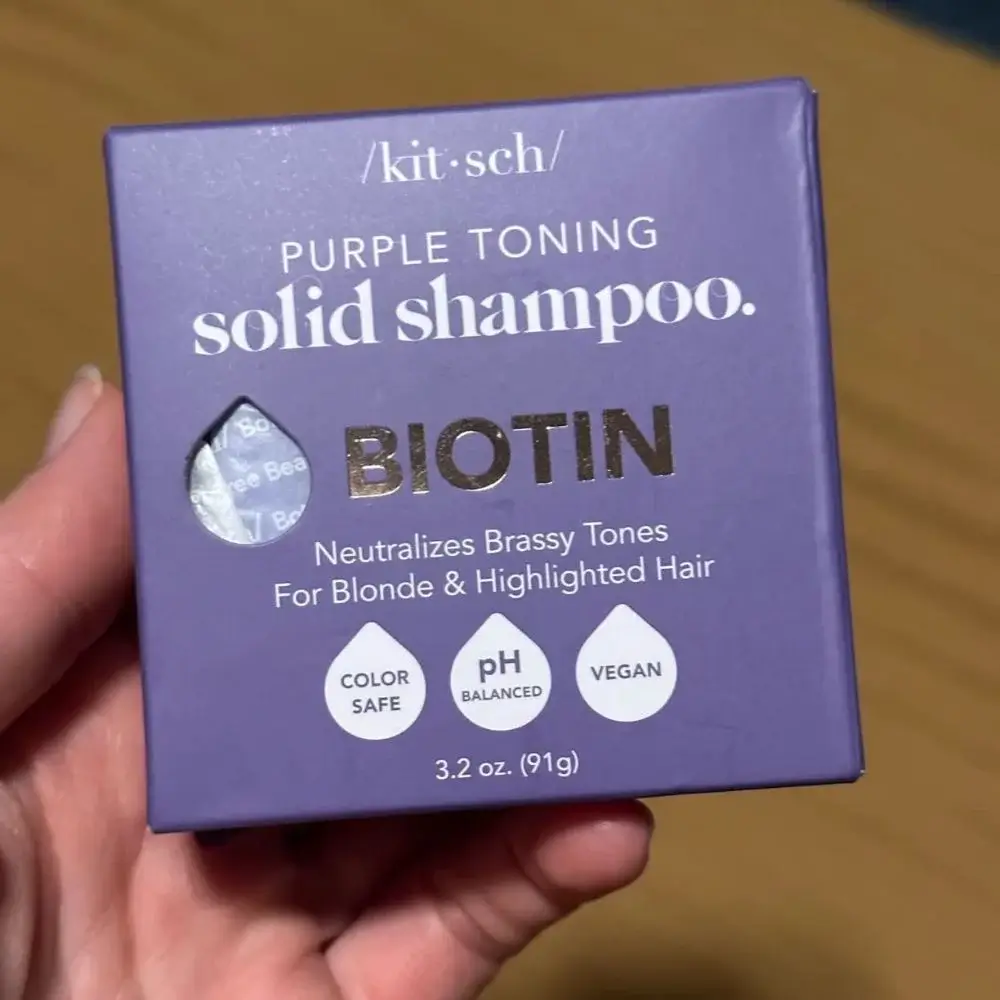 /kit·sch/
PURPLE TONING
solid shampoo.
BIOTIN
Neutralizes Brassy Tones
For Blonde & Highlighted Hair
COLOR
SAFE
pH
BALANCED
VEGAN
3.2 oz. (91g)